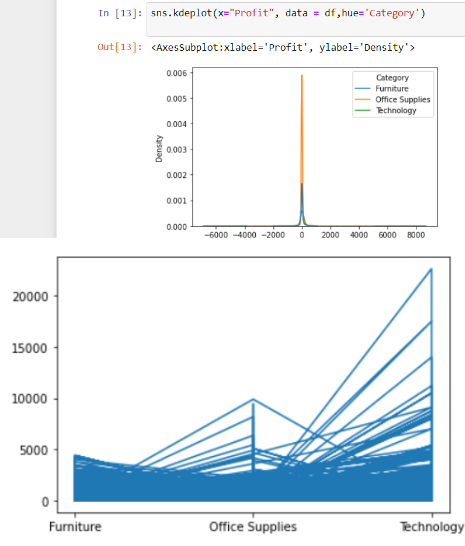 In [13]: sns.kdeplot(x="Profit", data = df,hue='Category')
Out[13]: <AxesSubplot:xlabel='Profit', ylabel='Density'>
0.006
0.005
0.004
0.003
0.002
0.001
0.000
Density
Category
Furniture
Office Supplies
Technology
−6000 −4000 −2000 0 2000 4000 6000 8000
20000
15000
10000
5000
0
Furniture Office Supplies Technology